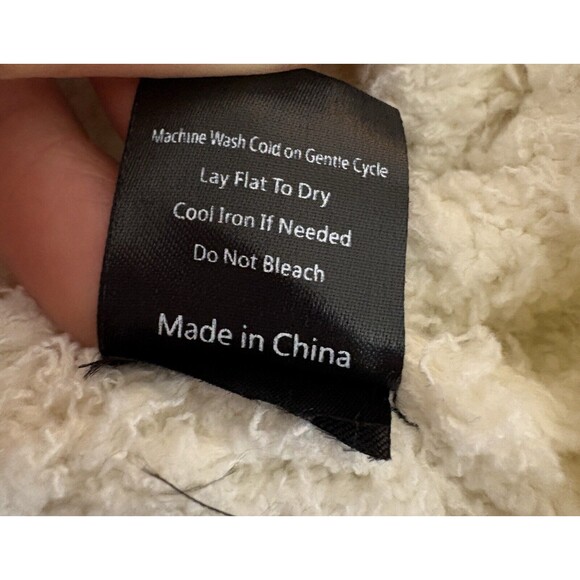 Machine Wash Cold on Gentle Cycle
Lay Flat To Dry
Cool Iron If Needed
Do Not Bleach
Made in China